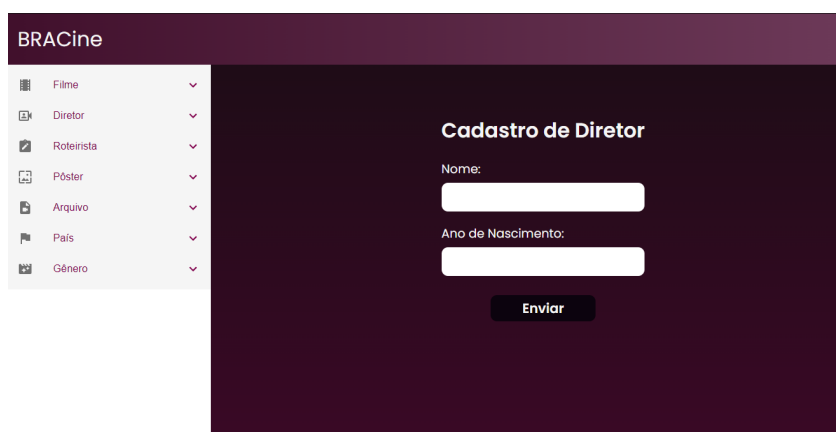 BRACine
Filme
Diretor
Roteirista
Pôster
Arquivo
País
Gênero
Cadastro de Diretor
Nome:
Ano de Nascimento:
Enviar